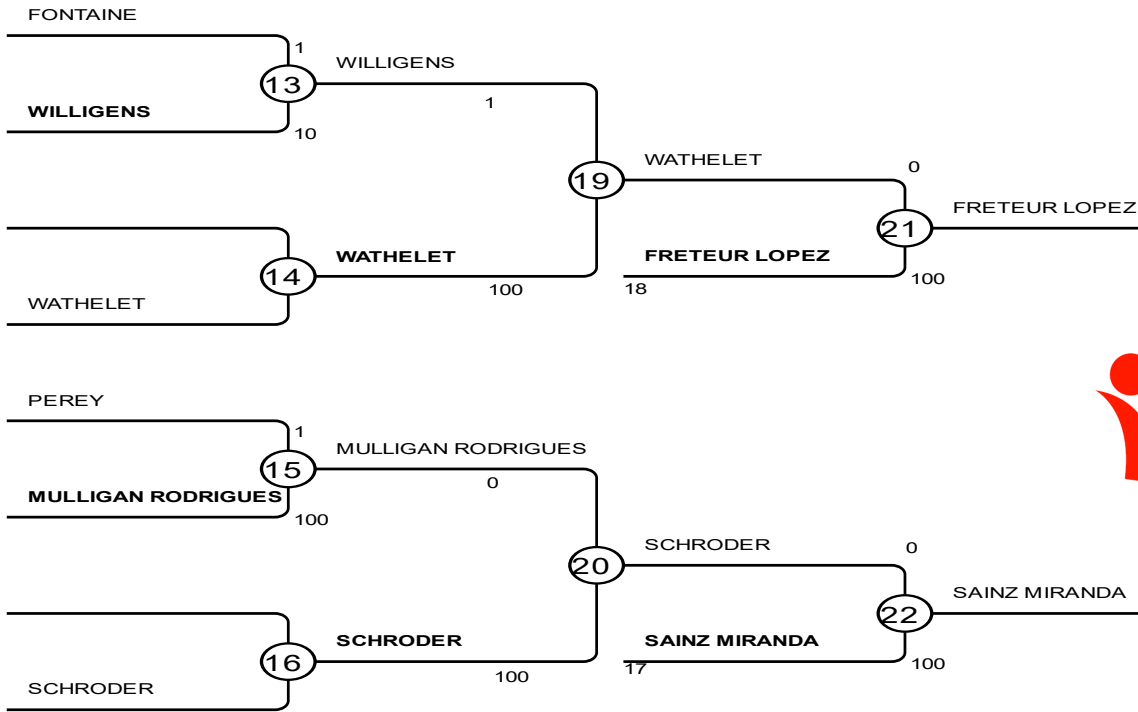 FONTAINE
1
13
WILLIGENS
1
WILLIGENS
10
19
WATHELET
0
21
FRETEUR LOPEZ
14
WATHELET
100
WATHELET
FRETEUR LOPEZ
18
100
PEREY
1
15
MULLIGAN RODRIGUES
0
MULLIGAN RODRIGUES
100
20
SCHRODER
0
22
SAINZ MIRANDA
16
SCHRODER
100
SCHRODER
SAINZ MIRANDA
17
100